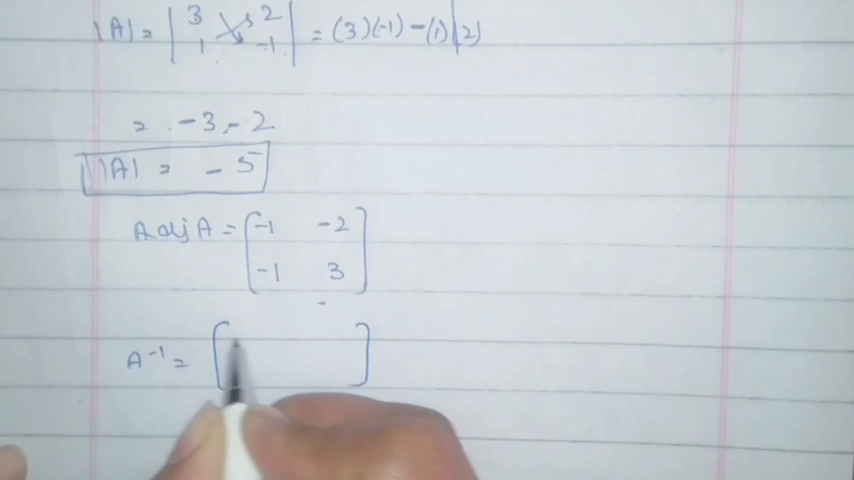 |A| = | 3 2 | = (3)(-1) - (1)(2)
| 1 -1 |
= -3 - 2
|A| = -5
Adj A = [ -1 -2 ]
[ -1 3 ]
A⁻¹ = [ ]